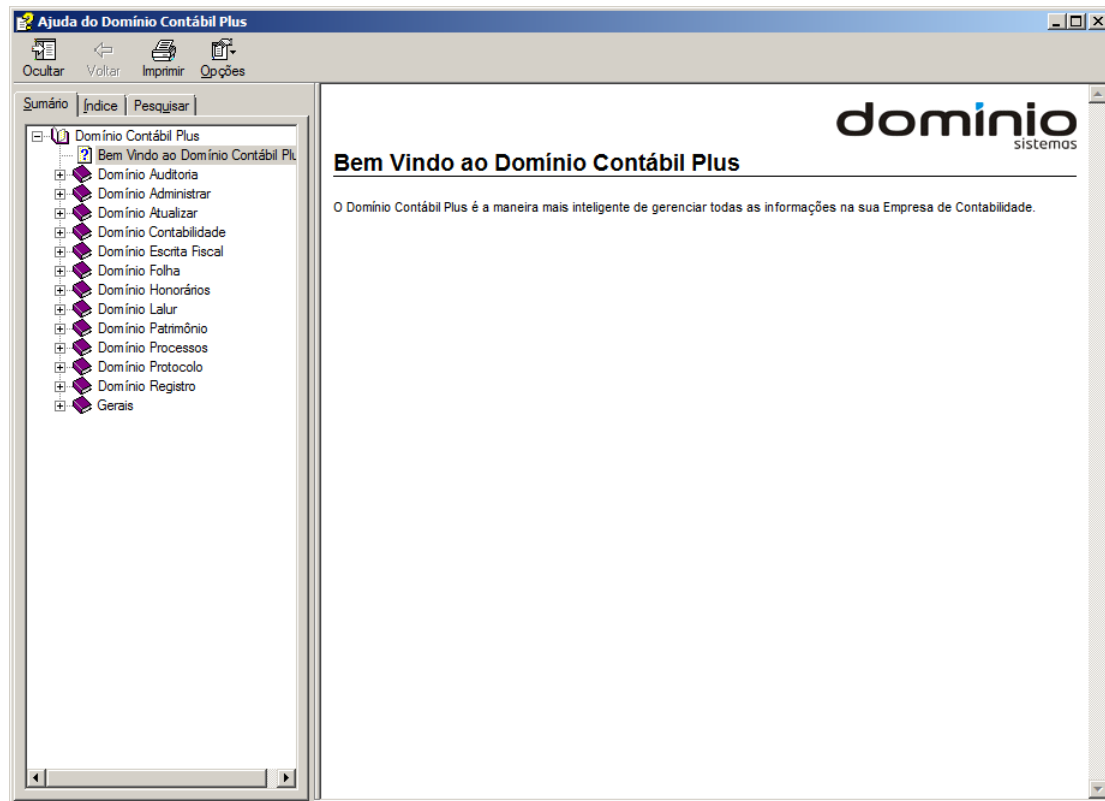 Ajuda do Domínio Contábil Plus
Ocultar Voltar Imprimir Opções
Sumário Índice Pesquisar
Domínio Contábil Plus
Bem Vindo ao Domínio Contábil Plu
Domínio Auditoria
Domínio Administrar
Domínio Atualizar
Domínio Contabilidade
Domínio Escrita Fiscal
Domínio Folha
Domínio Honorários
Domínio Lalur
Domínio Patrimônio
Domínio Processos
Domínio Protocolo
Domínio Registro
Gerais
domínio
sistemas
Bem Vindo ao Domínio Contábil Plus
O Domínio Contábil Plus é a maneira mais inteligente de gerenciar todas as informações na sua Empresa de Contabilidade.